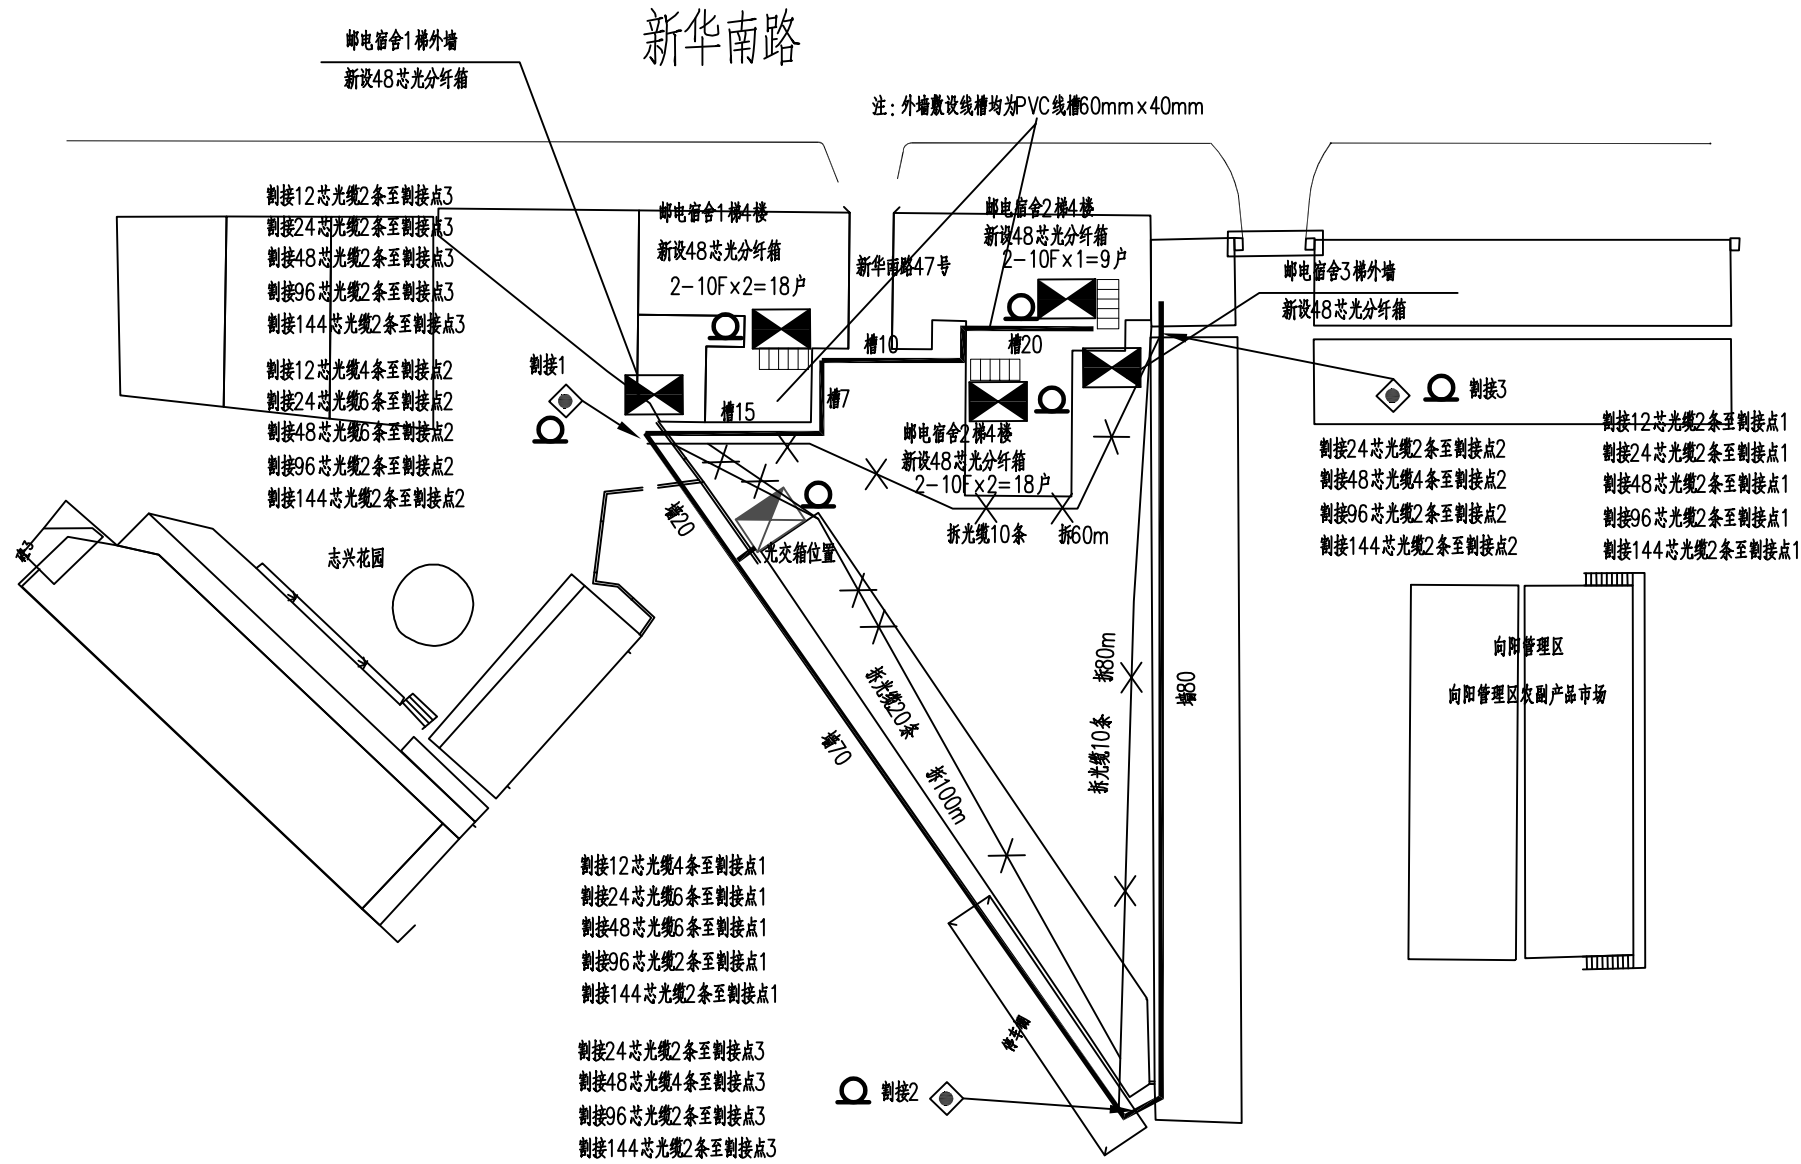 新华南路
邮电宿舍1梯外墙
新设48芯光分纤箱
注：外墙敷设线槽均为PVC线槽60mm×40mm
割接12芯光缆2条至割接点3
割接24芯光缆2条至割接点3
割接48芯光缆2条至割接点3
割接96芯光缆2条至割接点3
割接144芯光缆2条至割接点3
割接12芯光缆4条至割接点2
割接24芯光缆6条至割接点2
割接48芯光缆6条至割接点2
割接96芯光缆2条至割接点2
割接144芯光缆2条至割接点2
邮电宿舍1梯4楼
新设48芯光分纤箱
2-10F×2=18户
新华南路47号
邮电宿舍2梯4楼
新设48芯光分纤箱
2-10F×1=9户
邮电宿舍3梯外墙
新设48芯光分纤箱
割接1
槽15
槽7
槽10
槽20
邮电宿舍2梯4楼
新设48芯光分纤箱
2-10F×2=18户
拆光缆10条
拆60m
割接3
割接24芯光缆2条至割接点2
割接48芯光缆4条至割接点2
割接96芯光缆2条至割接点2
割接144芯光缆2条至割接点2
割接12芯光缆2条至割接点1
割接24芯光缆2条至割接点1
割接48芯光缆2条至割接点1
割接96芯光缆2条至割接点1
割接144芯光缆2条至割接点1
墙20
光交箱位置
志兴花园
拆光缆20条
拆100m
墙70
拆80m
拆光缆10条
墙80
向阳管理区
向阳管理区农副产品市场
割接12芯光缆4条至割接点1
割接24芯光缆6条至割接点1
割接48芯光缆6条至割接点1
割接96芯光缆2条至割接点1
割接144芯光缆2条至割接点1
割接24芯光缆2条至割接点3
割接48芯光缆4条至割接点3
割接96芯光缆2条至割接点3
割接144芯光缆2条至割接点3
停车棚
割接2